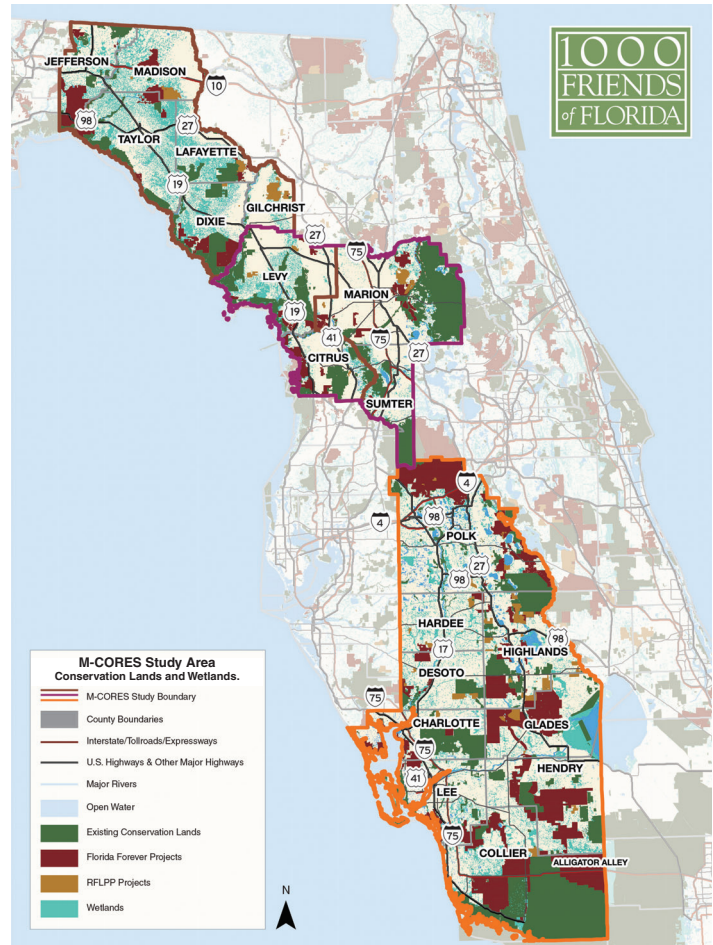 1000
FRIENDS
of FLORIDA
JEFFERSON
MADISON
10
98
TAYLOR
27
LAFAYETTE
19
GILCHRIST
DIXIE
27
75
LEVY
MARION
19
41
75
27
CITRUS
SUMTER
4
98
4
POLK
27
98
HARDEE
98
17
HIGHLANDS
DESOTO
75
CHARLOTTE
GLADES
75
HENDRY
41
LEE
75
COLLIER
ALLIGATOR ALLEY
M-CORES Study Area
Conservation Lands and Wetlands.
M-CORES Study Boundary
County Boundaries
Interstate/Tollroads/Expressways
U.S. Highways & Other Major Highways
Major Rivers
Open Water
Existing Conservation Lands
Florida Forever Projects
RFLPP Projects
Wetlands
N